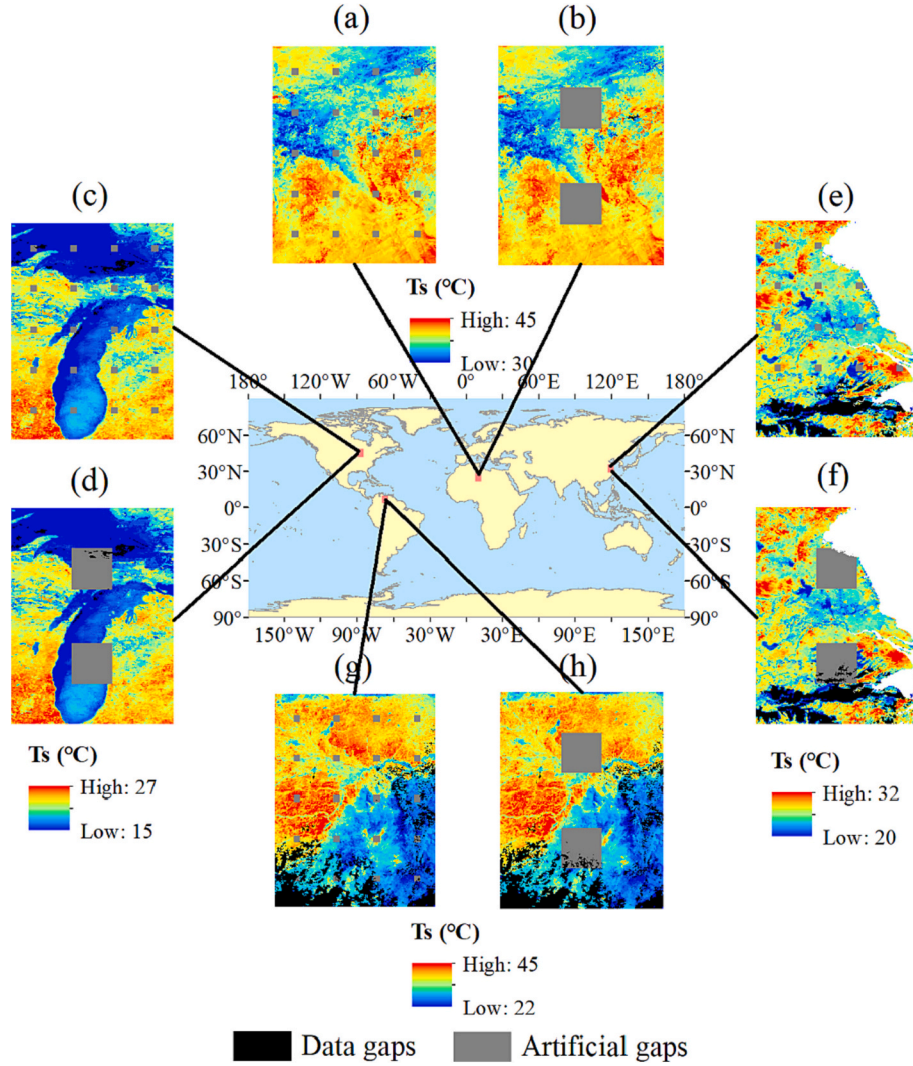 (a)
(b)
(c)
(e)
Ts (°C)
High: 45
Low: 30
180° 120°W 60°W 0°E 60°E 120°E 180°
60°N 60°N
30°N 30°N
0° 0°
30°S 30°S
60°S 60°S
90° 90°
150°W 90°W 30°W 30°E 90°E 150°E
(d)
(f)
(g)
(h)
Ts (°C)
High: 27
Low: 15
Ts (°C)
High: 32
Low: 20
Ts (°C)
High: 45
Low: 22
Data gaps Artificial gaps